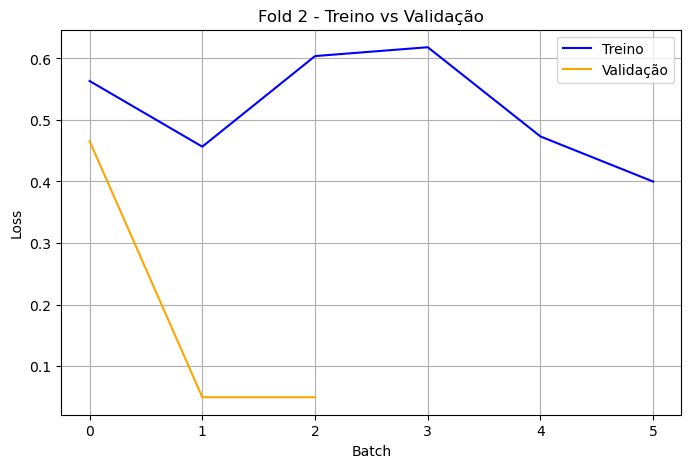 Fold 2 - Treino vs Validação
Treino
Validação
0.6
0.5
0.4
0.3
0.2
0.1
Loss
0 1 2 3 4 5
Batch